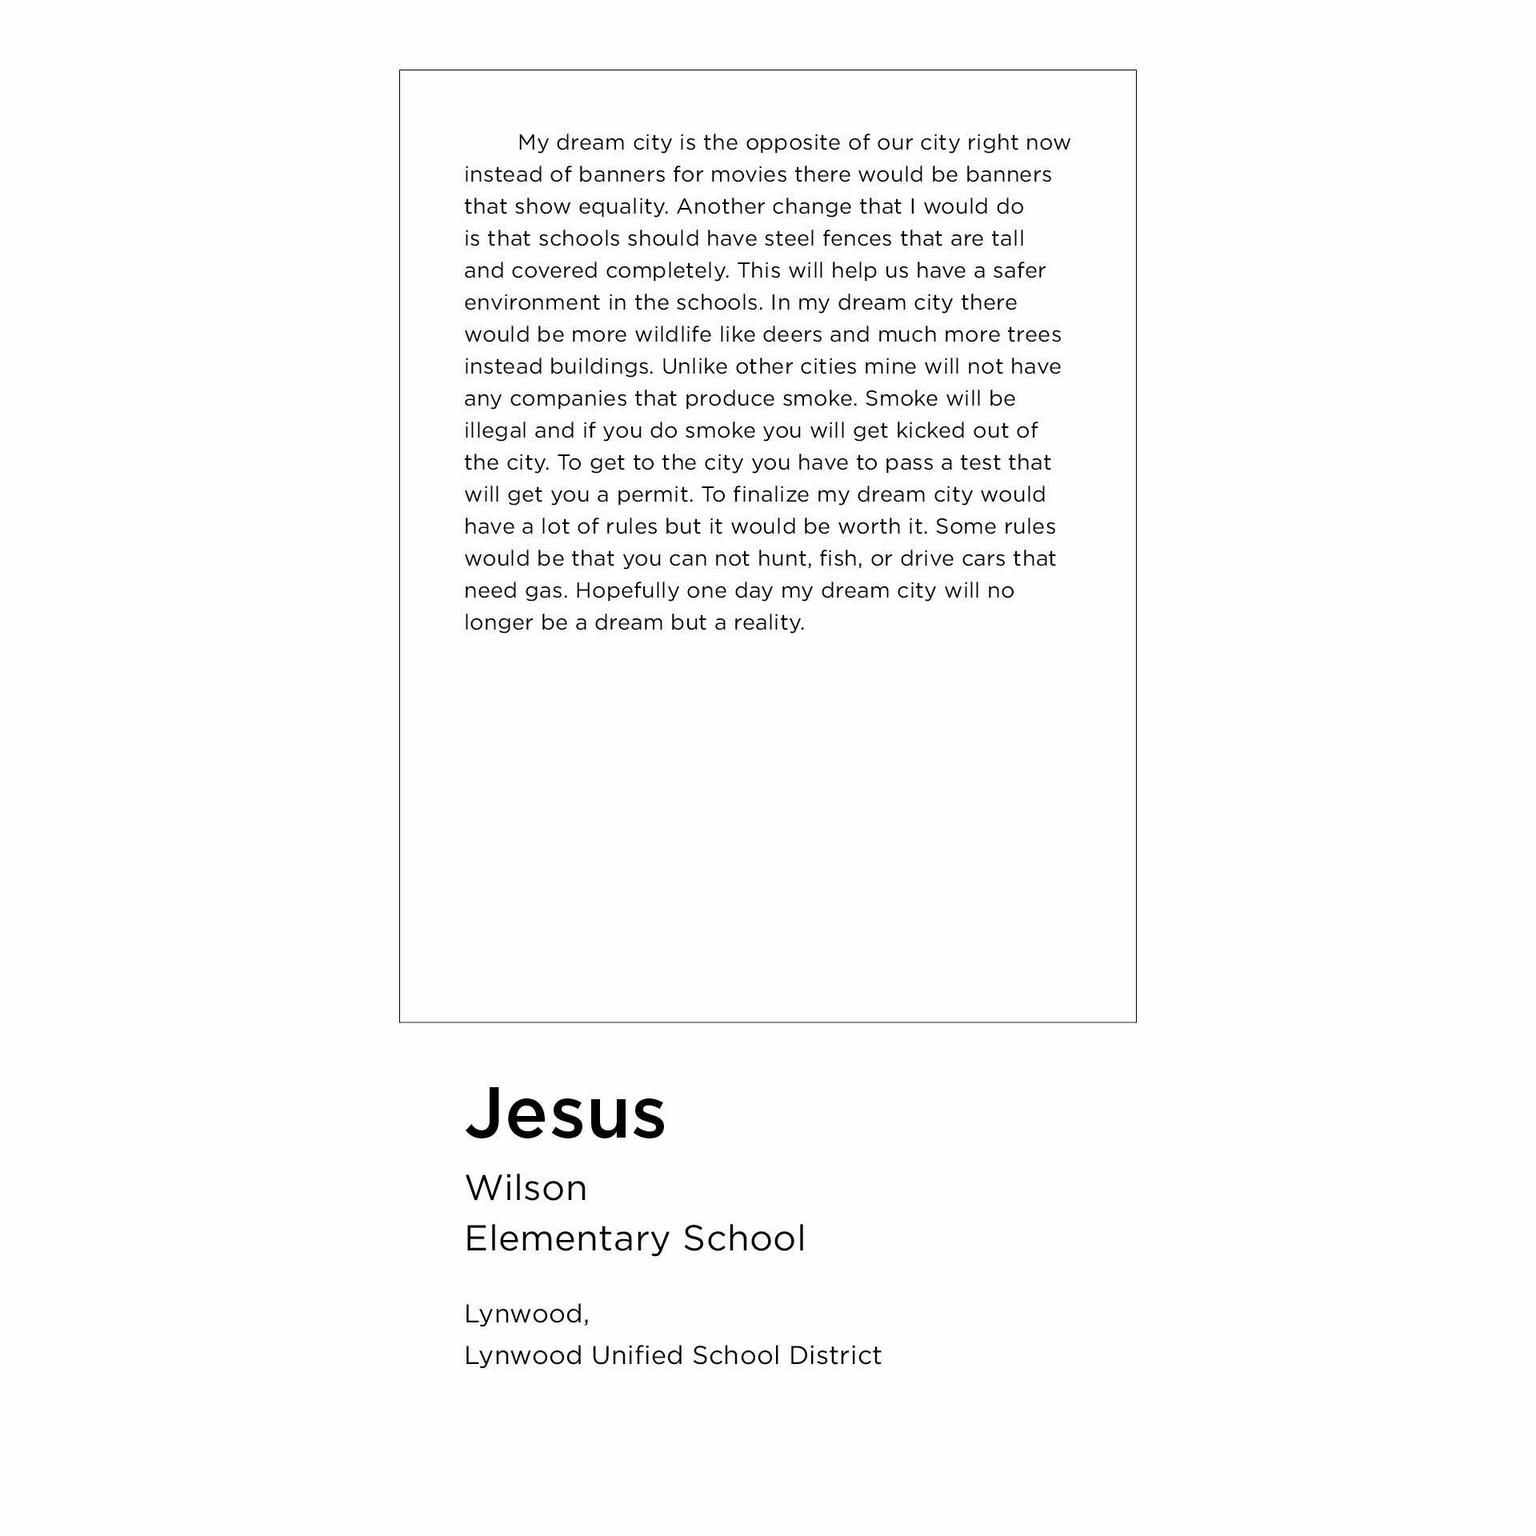 My dream city is the opposite of our city right now
instead of banners for movies there would be banners
that show equality. Another change that I would do
is that schools should have steel fences that are tall
and covered completely. This will help us have a safer
environment in the schools. In my dream city there
would be more wildlife like deers and much more trees
instead buildings. Unlike other cities mine will not have
any companies that produce smoke. Smoke will be
illegal and if you do smoke you will get kicked out of
the city. To get to the city you have to pass a test that
will get you a permit. To finalize my dream city would
have a lot of rules but it would be worth it. Some rules
would be that you can not hunt, fish, or drive cars that
need gas. Hopefully one day my dream city will no
longer be a dream but a reality.
Jesus
Wilson
Elementary School
Lynwood,
Lynwood Unified School District